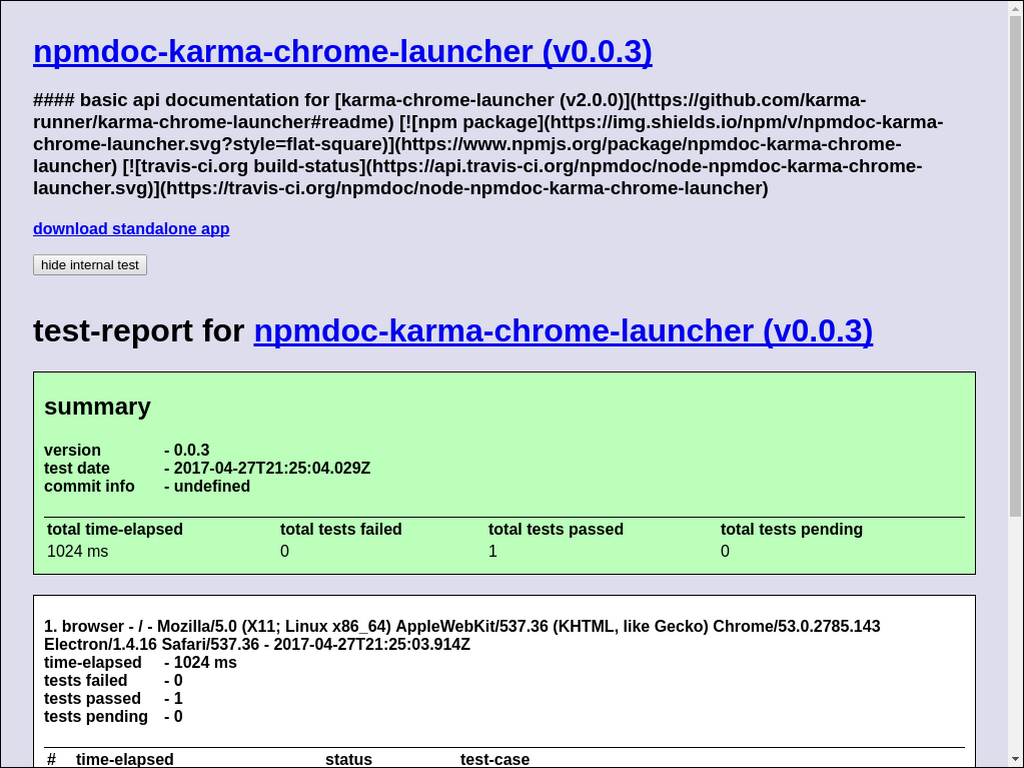 npmdoc-karma-chrome-launcher (v0.0.3)
#### basic api documentation for [karma-chrome-launcher (v2.0.0)](https://github.com/karma-
runner/karma-chrome-launcher#readme) [![npm package](https://img.shields.io/npm/v/npmdoc-karma-
chrome-launcher.svg?style=flat-square)](https://www.npmjs.org/package/npmdoc-karma-chrome-
launcher) [![travis-ci.org build-status](https://api.travis-ci.org/npmdoc/node-npmdoc-karma-chrome-
launcher.svg)](https://travis-ci.org/npmdoc/node-npmdoc-karma-chrome-launcher)
download standalone app
hide internal test
test-report for npmdoc-karma-chrome-launcher (v0.0.3)
summary
version - 0.0.3
test date - 2017-04-27T21:25:04.029Z
commit info - undefined
total time-elapsed total tests failed total tests passed total tests pending
1024 ms 0 1 0
1. browser - / - Mozilla/5.0 (X11; Linux x86_64) AppleWebKit/537.36 (KHTML, like Gecko) Chrome/53.0.2785.143
Electron/1.4.16 Safari/537.36 - 2017-04-27T21:25:03.914Z
time-elapsed - 1024 ms
tests failed - 0
tests passed - 1
tests pending - 0
# time-elapsed status test-case